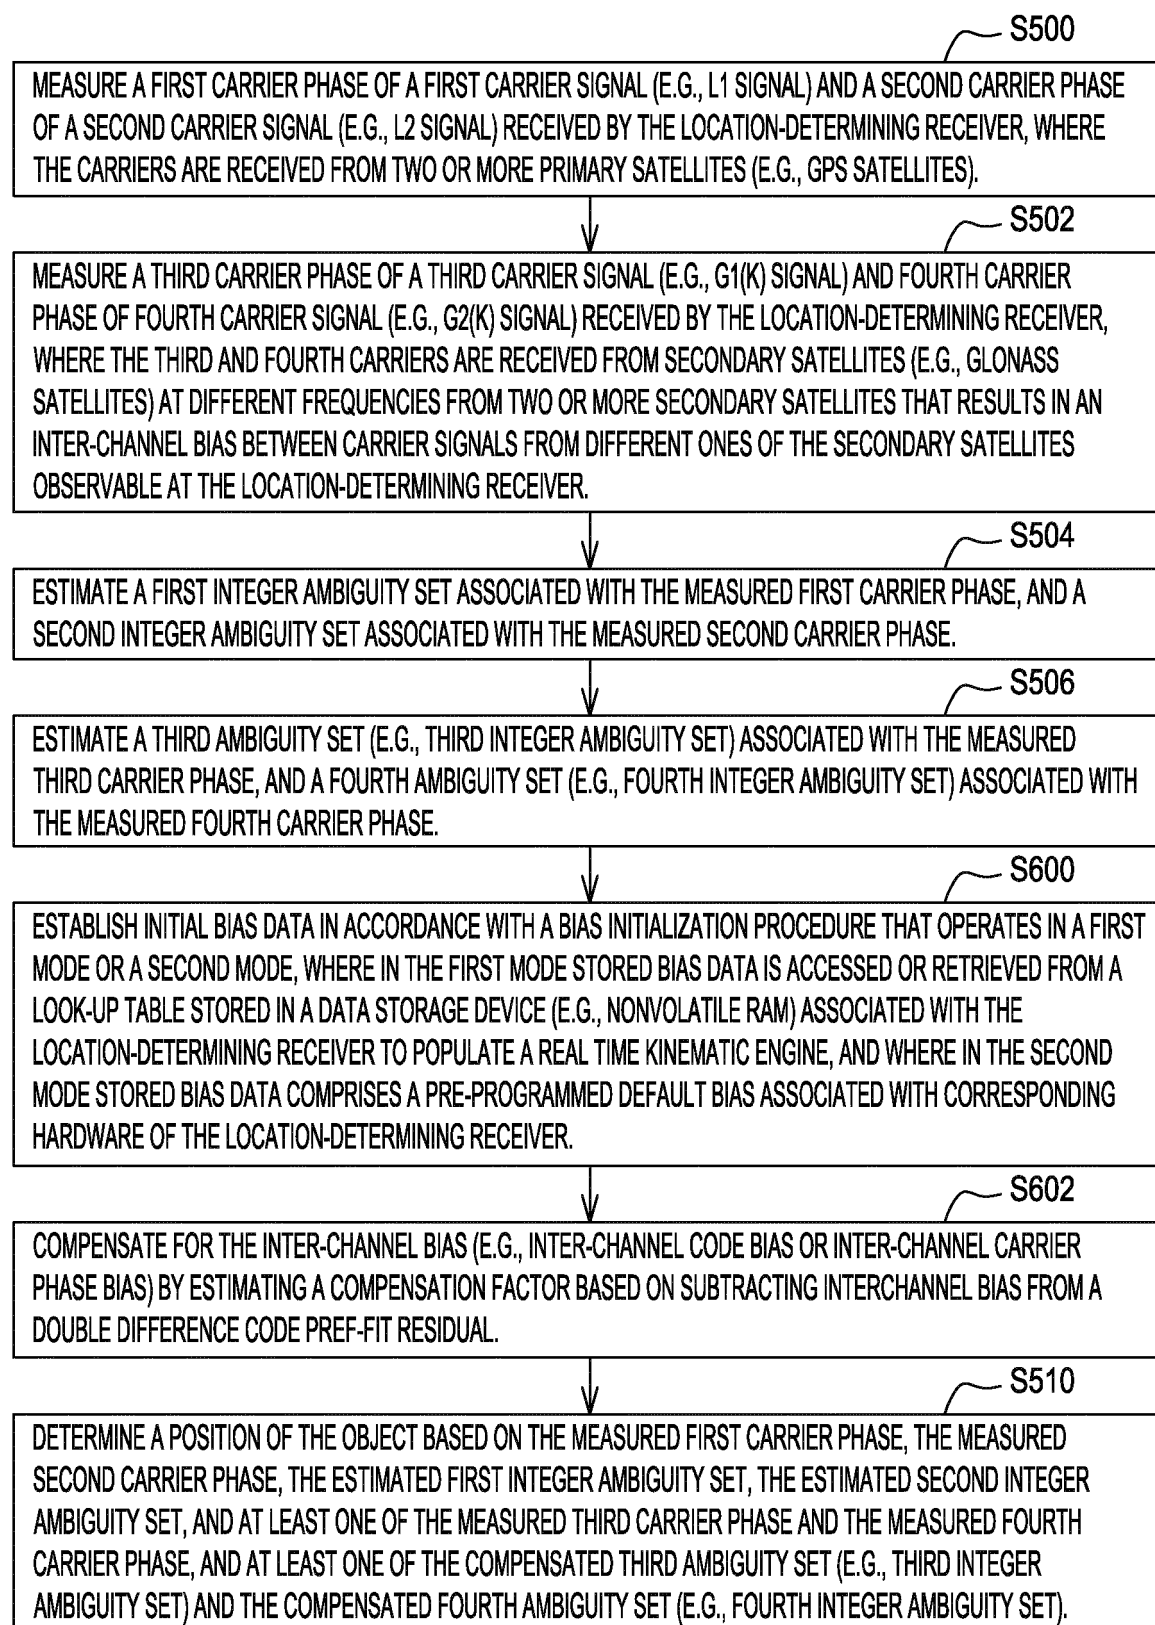 S500
MEASURE A FIRST CARRIER PHASE OF A FIRST CARRIER SIGNAL (E.G., L1 SIGNAL) AND A SECOND CARRIER PHASE
OF A SECOND CARRIER SIGNAL (E.G., L2 SIGNAL) RECEIVED BY THE LOCATION-DETERMINING RECEIVER, WHERE
THE CARRIERS ARE RECEIVED FROM TWO OR MORE PRIMARY SATELLITES (E.G., GPS SATELLITES).
S502
MEASURE A THIRD CARRIER PHASE OF A THIRD CARRIER SIGNAL (E.G., G1(K) SIGNAL) AND FOURTH CARRIER
PHASE OF FOURTH CARRIER SIGNAL (E.G., G2(K) SIGNAL) RECEIVED BY THE LOCATION-DETERMINING RECEIVER,
WHERE THE THIRD AND FOURTH CARRIERS ARE RECEIVED FROM SECONDARY SATELLITES (E.G., GLONASS
SATELLITES) AT DIFFERENT FREQUENCIES FROM TWO OR MORE SECONDARY SATELLITES THAT RESULTS IN AN
INTER-CHANNEL BIAS BETWEEN CARRIER SIGNALS FROM DIFFERENT ONES OF THE SECONDARY SATELLITES
OBSERVABLE AT THE LOCATION-DETERMINING RECEIVER.
S504
ESTIMATE A FIRST INTEGER AMBIGUITY SET ASSOCIATED WITH THE MEASURED FIRST CARRIER PHASE, AND A
SECOND INTEGER AMBIGUITY SET ASSOCIATED WITH THE MEASURED SECOND CARRIER PHASE.
S506
ESTIMATE A THIRD AMBIGUITY SET (E.G., THIRD INTEGER AMBIGUITY SET) ASSOCIATED WITH THE MEASURED
THIRD CARRIER PHASE, AND A FOURTH AMBIGUITY SET (E.G., FOURTH INTEGER AMBIGUITY SET) ASSOCIATED WITH
THE MEASURED FOURTH CARRIER PHASE.
S600
ESTABLISH INITIAL BIAS DATA IN ACCORDANCE WITH A BIAS INITIALIZATION PROCEDURE THAT OPERATES IN A FIRST
MODE OR A SECOND MODE, WHERE IN THE FIRST MODE STORED BIAS DATA IS ACCESSED OR RETRIEVED FROM A
LOOK-UP TABLE STORED IN A DATA STORAGE DEVICE (E.G., NONVOLATILE RAM) ASSOCIATED WITH THE
LOCATION-DETERMINING RECEIVER TO POPULATE A REAL TIME KINEMATIC ENGINE, AND WHERE IN THE SECOND
MODE STORED BIAS DATA COMPRISES A PRE-PROGRAMMED DEFAULT BIAS ASSOCIATED WITH CORRESPONDING
HARDWARE OF THE LOCATION-DETERMINING RECEIVER.
S602
COMPENSATE FOR THE INTER-CHANNEL BIAS (E.G., INTER-CHANNEL CODE BIAS OR INTER-CHANNEL CARRIER
PHASE BIAS) BY ESTIMATING A COMPENSATION FACTOR BASED ON SUBTRACTING INTERCHANNEL BIAS FROM A
DOUBLE DIFFERENCE CODE PREF-FIT RESIDUAL.
S510
DETERMINE A POSITION OF THE OBJECT BASED ON THE MEASURED FIRST CARRIER PHASE, THE MEASURED
SECOND CARRIER PHASE, THE ESTIMATED FIRST INTEGER AMBIGUITY SET, THE ESTIMATED SECOND INTEGER
AMBIGUITY SET, AND AT LEAST ONE OF THE MEASURED THIRD CARRIER PHASE AND THE MEASURED FOURTH
CARRIER PHASE, AND AT LEAST ONE OF THE COMPENSATED THIRD AMBIGUITY SET (E.G., THIRD INTEGER
AMBIGUITY SET) AND THE COMPENSATED FOURTH AMBIGUITY SET (E.G., FOURTH INTEGER AMBIGUITY SET).